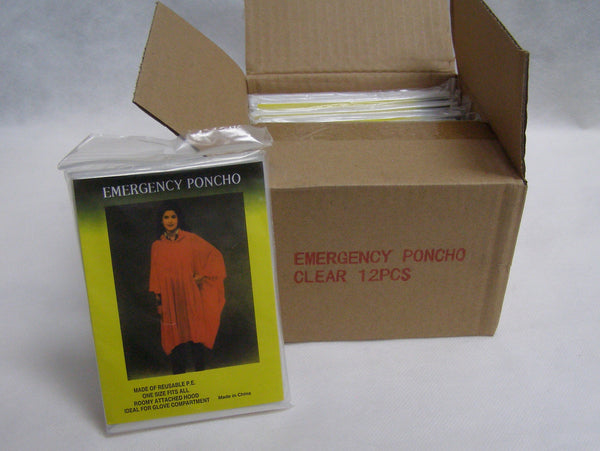 EMERGENCY PONCHO
MADE OF REUSABLE P.E.
ONE SIZE FITS ALL
ROOMY ATTACHED HOOD
IDEAL FOR GLOVE COMPARTMENT
Made in China
EMERGENCY PONCHO
CLEAR 12PCS